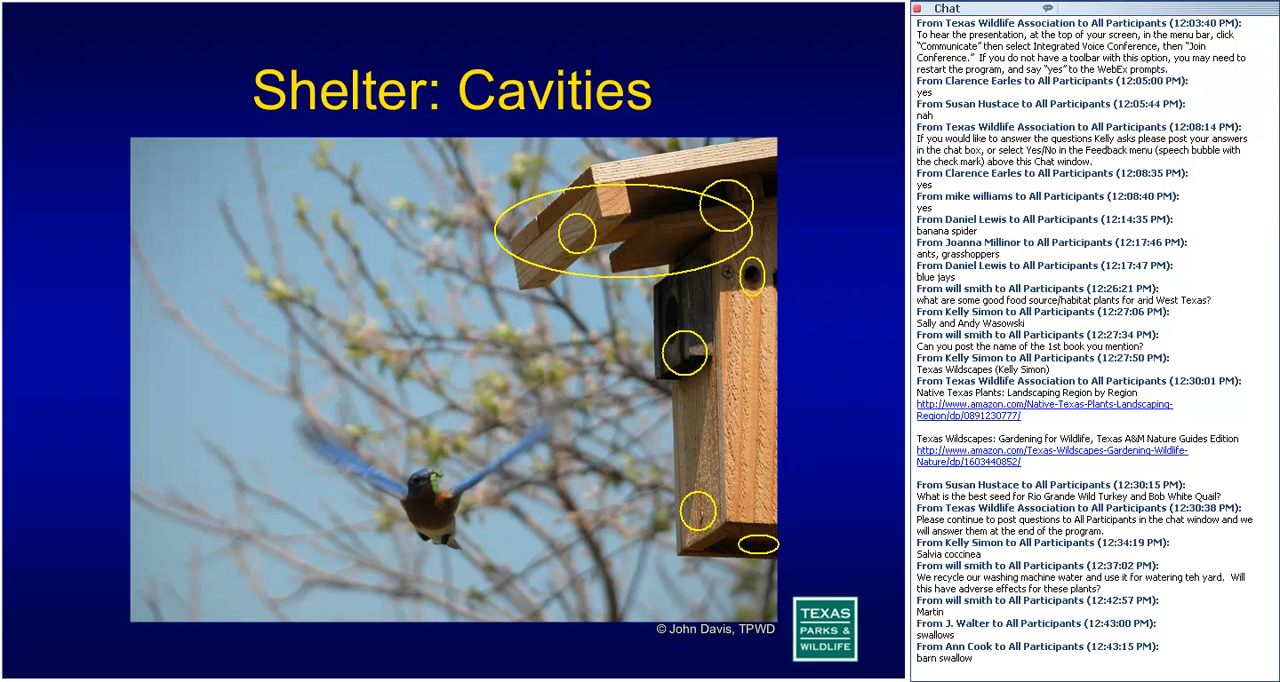 Shelter: Cavities
© John Davis, TPWD
TEXAS
PARKS &
WILDLIFE
Chat
From Texas Wildlife Association to All Participants (12:03:40 PM):
To hear the presentation, at the top of your screen, in the menu bar, click
“Communicate” then select Integrated Voice Conference, then “Join
Conference.”  If you do not have a toolbar with this option, you may need to
restart the program, and say “yes” to the WebEx prompts.
From Clarence Earles to All Participants (12:05:00 PM):
yes
From Susan Hustace to All Participants (12:05:44 PM):
nah
From Texas Wildlife Association to All Participants (12:08:14 PM):
If you would like to answer the questions Kelly asks please post your answers
in the chat box, or select Yes/No in the Feedback menu (speech bubble with
the check mark) above this Chat window.
From Clarence Earles to All Participants (12:08:35 PM):
yes
From mike williams to All Participants (12:08:40 PM):
yes
From Daniel Lewis to All Participants (12:14:35 PM):
banana spider
From Joanna Millinor to All Participants (12:17:46 PM):
ants, grasshoppers
From Daniel Lewis to All Participants (12:17:47 PM):
blue jays
From will smith to All Participants (12:26:21 PM):
what are some good food source/habitat plants for arid West Texas?
From Kelly Simon to All Participants (12:27:06 PM):
Sally and Andy Wasowski
From will smith to All Participants (12:27:34 PM):
Can you post the name of the 1st book you mention?
From Kelly Simon to All Participants (12:27:50 PM):
Texas Wildscapes (Kelly Simon)
From Texas Wildlife Association to All Participants (12:30:01 PM):
Native Texas Plants: Landscaping Region by Region
http://www.amazon.com/Native-Texas-Plants-Landscaping-
Region/dp/0891230777/
Texas Wildscapes: Gardening for Wildlife, Texas A&M Nature Guides Edition
http://www.amazon.com/Texas-Wildscapes-Gardening-Wildlife-
Nature/dp/1603440852/
From Susan Hustace to All Participants (12:30:15 PM):
What is the best seed for Rio Grande Wild Turkey and Bob White Quail?
From Texas Wildlife Association to All Participants (12:30:38 PM):
Please continue to post questions to All Participants in the chat window and we
will answer them at the end of the program.
From Kelly Simon to All Participants (12:34:19 PM):
Salvia coccinea
From will smith to All Participants (12:37:02 PM):
We recycle our washing machine water and use it for watering teh yard.  Will
this have adverse effects for these plants?
From will smith to All Participants (12:42:57 PM):
Martin
From J. Walter to All Participants (12:43:00 PM):
swallows
From Ann Cook to All Participants (12:43:15 PM):
barn swallow